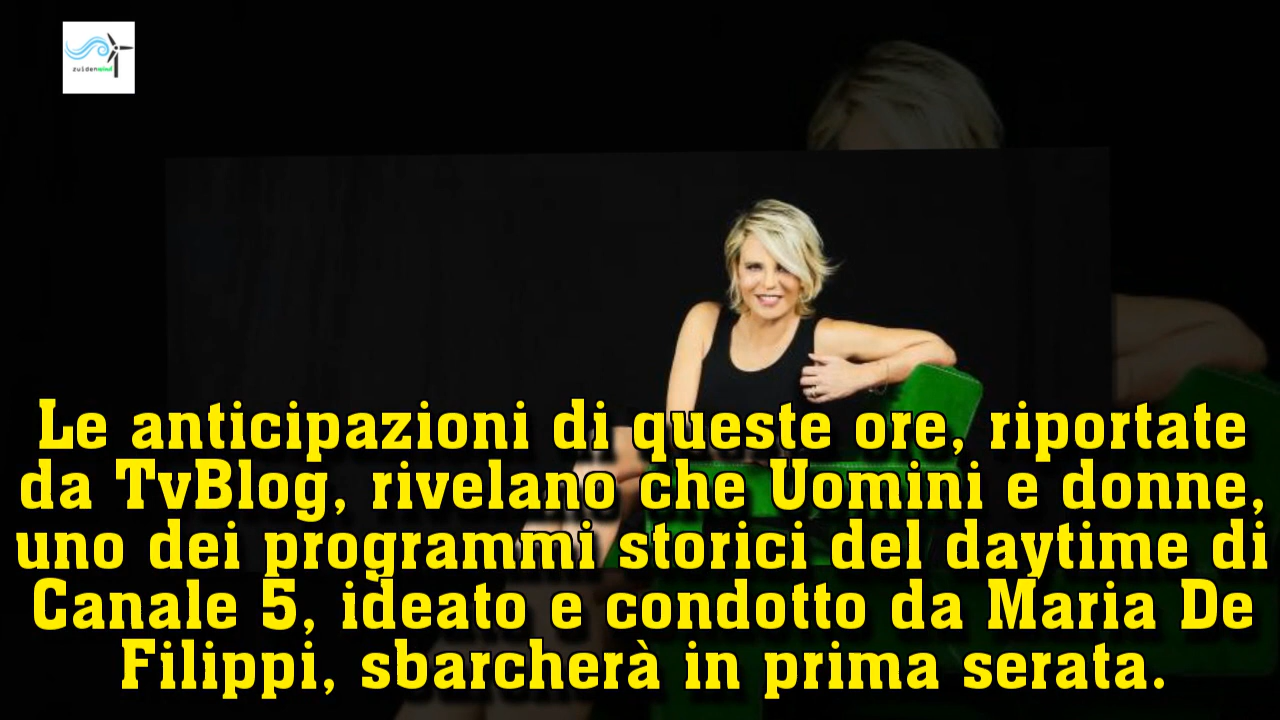 zuidenwind
Le anticipazioni di queste ore, riportate
da TvBlog, rivelano che Uomini e donne,
uno dei programmi storici del daytime di
Canale 5, ideato e condotto da Maria De
Filippi, sbarcherà in prima serata.